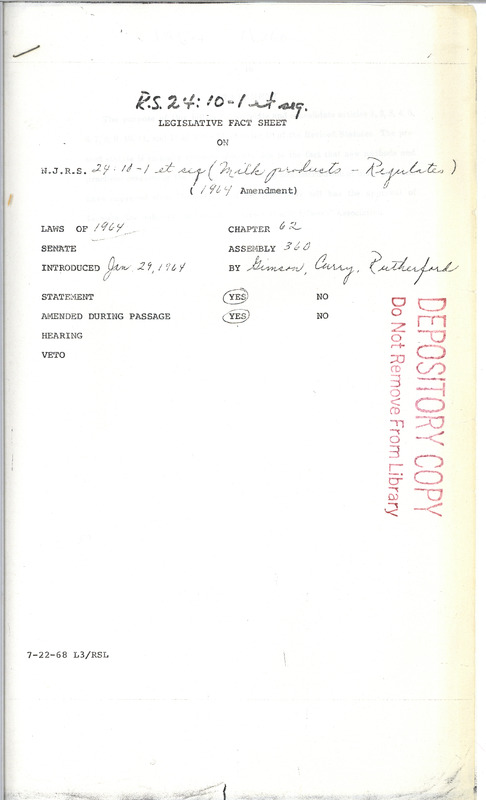 R.S. 24:10-1 et seq.
LEGISLATIVE FACT SHEET
ON
N.J.R.S. 24:10-1 et seq (Milk products - Regulates)
(1964 Amendment)
LAWS OF 1964 CHAPTER 62
SENATE ASSEMBLY 360
INTRODUCED Jan 29, 1964 BY Gimson, Curry, Rutherford
STATEMENT YES NO
AMENDED DURING PASSAGE YES NO
HEARING
VETO
DEPOSITORY COPY
Do Not Remove From Library
7-22-68 L3/RSL